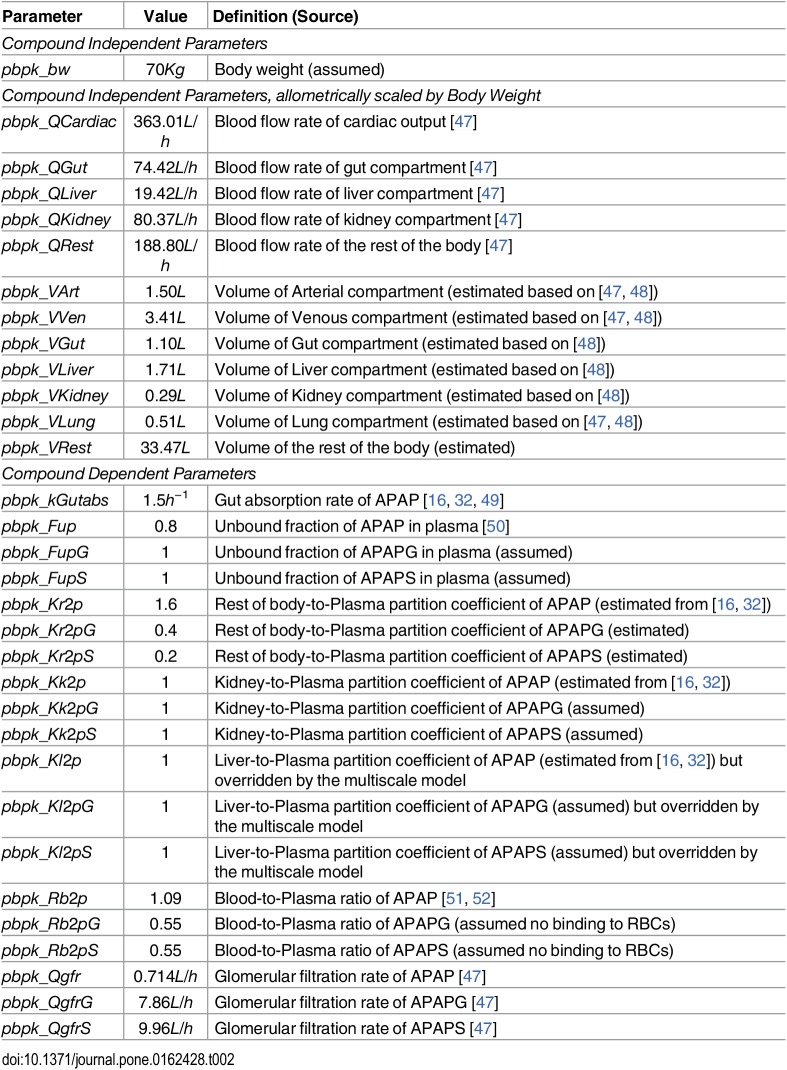 Parameter Value Definition (Source)
Compound Independent Parameters
pbpk_bw 70Kg Body weight (assumed)
Compound Independent Parameters, allometrically scaled by Body Weight
pbpk_QCardiac 363.01L/ Blood flow rate of cardiac output [47]
h
pbpk_QGut 74.42L/h Blood flow rate of gut compartment [47]
pbpk_QLiver 19.42L/h Blood flow rate of liver compartment [47]
pbpk_QKidney 80.37L/h Blood flow rate of kidney compartment [47]
pbpk_QRest 188.80L/ Blood flow rate of the rest of the body [47]
h
pbpk_VArt 1.50L Volume of Arterial compartment (estimated based on [47, 48])
pbpk_VVen 3.41L Volume of Venous compartment (estimated based on [47, 48])
pbpk_VGut 1.10L Volume of Gut compartment (estimated based on [48])
pbpk_VLiver 1.71L Volume of Liver compartment (estimated based on [48])
pbpk_VKidney 0.29L Volume of Kidney compartment (estimated based on [48])
pbpk_VLung 0.51L Volume of Lung compartment (estimated based on [47, 48])
pbpk_VRest 33.47L Volume of the rest of the body (estimated)
Compound Dependent Parameters
pbpk_kGutabs 1.5h⁻¹ Gut absorption rate of APAP [16, 32, 49]
pbpk_Fup 0.8 Unbound fraction of APAP in plasma [50]
pbpk_FupG 1 Unbound fraction of APAPG in plasma (assumed)
pbpk_FupS 1 Unbound fraction of APAPS in plasma (assumed)
pbpk_Kr2p 1.6 Rest of body-to-Plasma partition coefficient of APAP (estimated from [16, 32])
pbpk_Kr2pG 0.4 Rest of body-to-Plasma partition coefficient of APAPG (estimated)
pbpk_Kr2pS 0.2 Rest of body-to-Plasma partition coefficient of APAPS (estimated)
pbpk_Kk2p 1 Kidney-to-Plasma partition coefficient of APAP (estimated from [16, 32])
pbpk_Kk2pG 1 Kidney-to-Plasma partition coefficient of APAPG (assumed)
pbpk_Kk2pS 1 Kidney-to-Plasma partition coefficient of APAPS (assumed)
pbpk_Kl2p 1 Liver-to-Plasma partition coefficient of APAP (estimated from [16, 32]) but
overridden by the multiscale model
pbpk_Kl2pG 1 Liver-to-Plasma partition coefficient of APAPG (assumed) but overridden by
the multiscale model
pbpk_Kl2pS 1 Liver-to-Plasma partition coefficient of APAPS (assumed) but overridden by
the multiscale model
pbpk_Rb2p 1.09 Blood-to-Plasma ratio of APAP [51, 52]
pbpk_Rb2pG 0.55 Blood-to-Plasma ratio of APAPG (assumed no binding to RBCs)
pbpk_Rb2pS 0.55 Blood-to-Plasma ratio of APAPS (assumed no binding to RBCs)
pbpk_Qgfr 0.714L/h Glomerular filtration rate of APAP [47]
pbpk_QgfrG 7.86L/h Glomerular filtration rate of APAPG [47]
pbpk_QgfrS 9.96L/h Glomerular filtration rate of APAPS [47]
doi:10.1371/journal.pone.0162428.t002